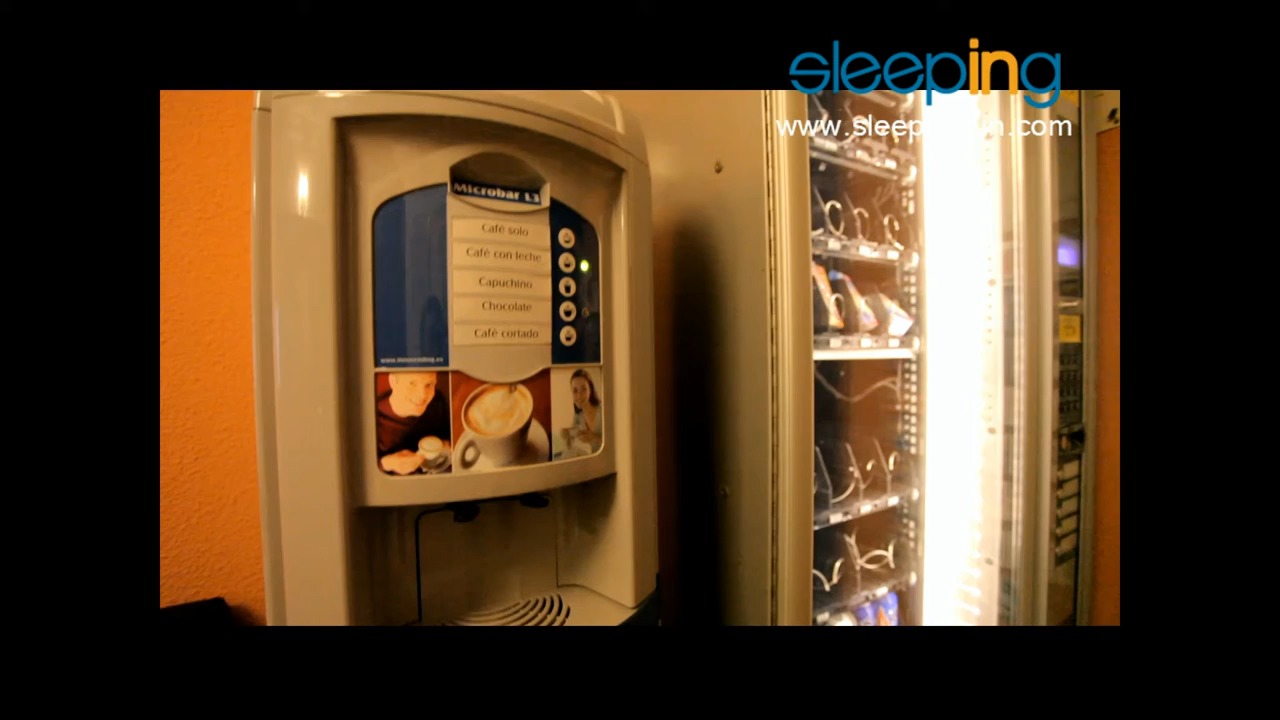 sleeping
Microbar L3
Café solo
Café con leche
Capuchino
Chocolate
Café cortado